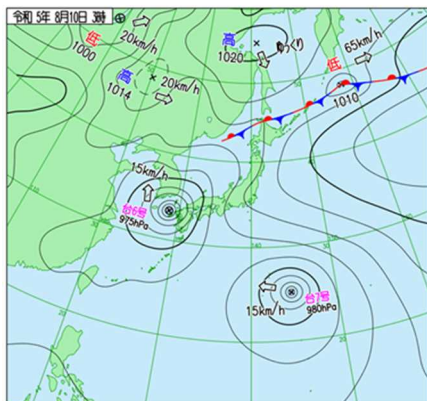 令和 5年 8月10日 3時
低
1000
20km/h
高
1014
20km/h
高
1020
ゆっくり
低
65km/h
1010
15km/h
台6号
975hPa
15km/h
台7号
980hPa
140